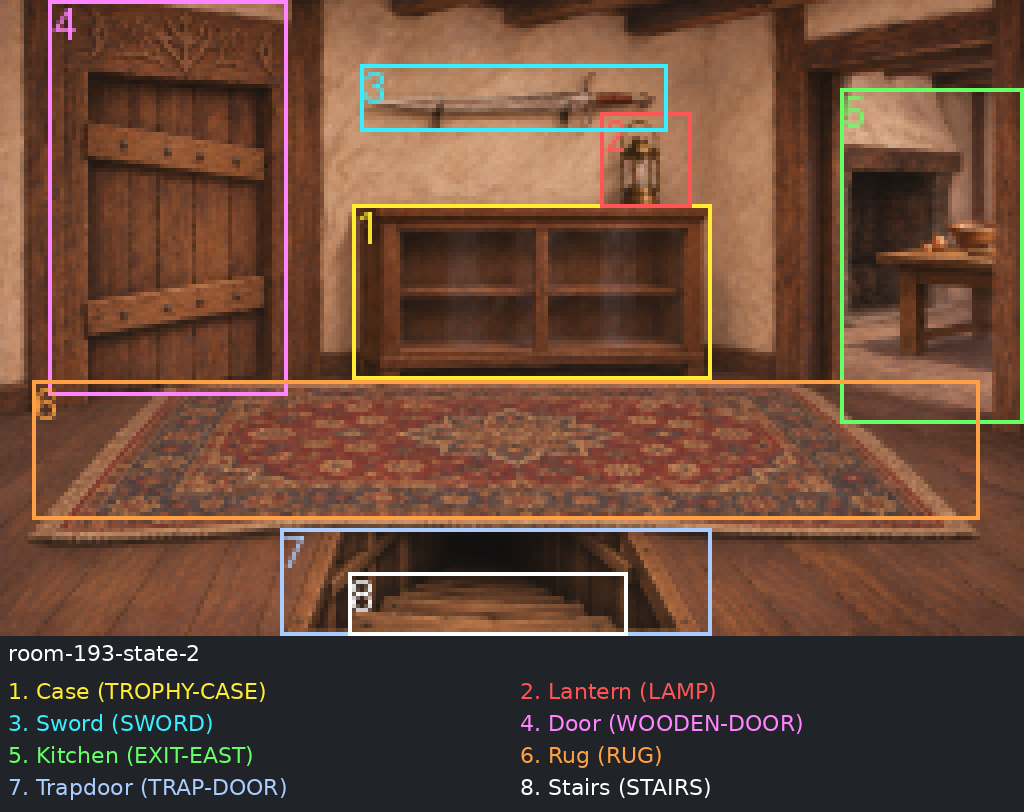 4
3
2
5
1
6
7
8
room-193-state-2
1. Case (TROPHY-CASE)
2. Lantern (LAMP)
3. Sword (SWORD)
4. Door (WOODEN-DOOR)
5. Kitchen (EXIT-EAST)
6. Rug (RUG)
7. Trapdoor (TRAP-DOOR)
8. Stairs (STAIRS)